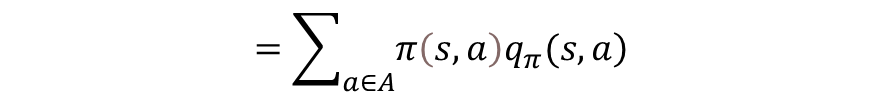 = ∑_{a∈A} π(s, a) q_π(s, a)